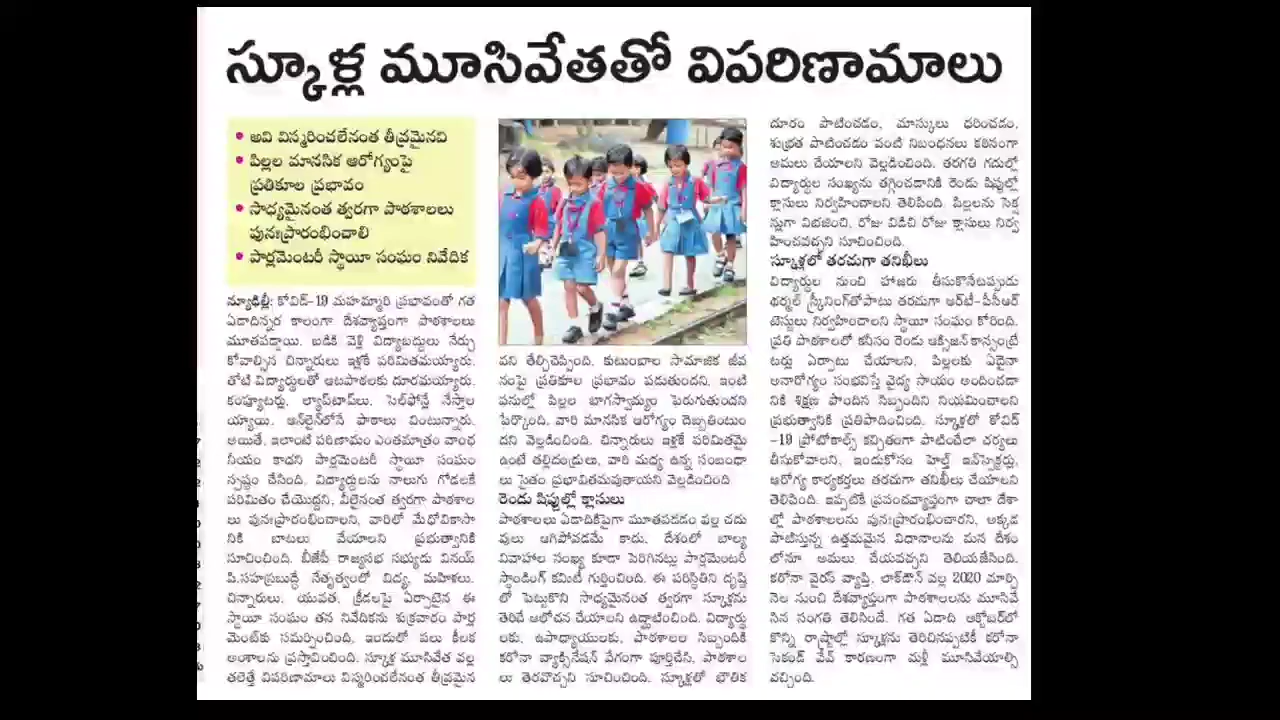 స్కూళ్ల మూసివేతతో విపరిణామాలు
• అవి విస్మరించలేనంత తీవ్రమైనవి
• పిల్లల మానసిక ఆరోగ్యంపై
ప్రతికూల ప్రభావం
• సాధ్యమైనంత త్వరగా పాఠశాలలు
పునఃప్రారంభించాలి
• పార్లమెంటరీ స్థాయీ సంఘం నివేదిక
న్యూఢిల్లీ: కోవిడ్-19 మహమ్మారి ప్రభావంతో గత
ఏడాదిన్నర కాలంగా దేశవ్యాప్తంగా పాఠశాలలు
మూతపడ్డాయి. బడికి వెళ్లి విద్యాబుద్ధులు నేర్చు
కోవాల్సిన చిన్నారులు ఇళ్లకే పరిమితమయ్యారు.
తోటి విద్యార్థులతో ఆటపాటలకు దూరమయ్యారు.
కంప్యూటర్లు, ల్యాప్‌టాప్‌లు, సెల్‌ఫోన్లే నేస్తాల
య్యాయి. ఆన్‌లైన్‌లోనే పాఠాలు వింటున్నారు.
అయితే, ఇలాంటి పరిణామం ఎంతమాత్రం వాంఛ
నీయం కాదని పార్లమెంటరీ స్థాయీ సంఘం
స్పష్టం చేసింది. విద్యార్థులను నాలుగు గోడలకే
పరిమితం చేయొద్దని, వీలైనంత త్వరగా పాఠశాల
లు పునఃప్రారంభించాలని, వారిలో మేధోవికాసా
నికి బాటలు వేయాలని ప్రభుత్వానికి
సూచించింది. బీజేపీ రాజ్యసభ సభ్యుడు వినయ్
పి.సహస్రబుద్దే నేతృత్వంలో విద్య, మహిళలు,
చిన్నారులు, యువత, క్రీడలపై ఏర్పాటైన ఈ
స్థాయీ సంఘం తన నివేదికను శుక్రవారం పార్ల
మెంట్‌కు సమర్పించింది. ఇందులో పలు కీలక
అంశాలను ప్రస్తావించింది. స్కూళ్ల మూసివేత వల్ల
తలెత్తే విపరిణామాలు విస్మరించలేనంత తీవ్రమైన
వని తేల్చిచెప్పింది. కుటుంబాల సామాజిక జీవ
నంపై ప్రతికూల ప్రభావం పడుతుందని, ఇంటి
పనుల్లో పిల్లల భాగస్వామ్యం పెరుగుతుందని
పేర్కొంది. వారి మానసిక ఆరోగ్యం దెబ్బతింటుం
దని వెల్లడించింది. చిన్నారులు ఇళ్లకే పరిమితమై
ఉంటే తల్లిదండ్రులు, వారి మధ్య ఉన్న సంబంధా
లు సైతం ప్రభావితమవుతాయని వెల్లడించింది
రెండు షిఫ్టుల్లో క్లాసులు
పాఠశాలలు ఏడాదికిపైగా మూతపడడం వల్ల చదు
వులు ఆగిపోవడమే కాదు, దేశంలో బాల్య
వివాహాల సంఖ్య కూడా పెరిగినట్లు పార్లమెంటరీ
స్టాండింగ్ కమిటీ గుర్తించింది. ఈ పరిస్థితిని దృష్టి
లో పెట్టుకొని సాధ్యమైనంత త్వరగా స్కూళ్లను
తెరిచే ఆలోచన చేయాలని ఉద్ఘాటించింది. విద్యార్థు
లకు, ఉపాధ్యాయులకు, పాఠశాలల సిబ్బందికి
కరోనా వ్యాక్సినేషన్ వేగంగా పూర్తిచేసి, పాఠశాల
లు తెరవొచ్చని సూచించింది. స్కూళ్లలో భౌతిక
దూరం పాటించడం, మాస్కులు ధరించడం,
శుభ్రత పాటించడం వంటి నిబంధనలు కఠినంగా
అమలు చేయాలని వెల్లడించింది. తరగతి గదుల్లో
విద్యార్థుల సంఖ్యను తగ్గించడానికి రెండు షిఫ్టుల్లో
క్లాసులు నిర్వహించాలని తెలిపింది. పిల్లలను సెక్ష
న్లుగా విభజించి, రోజు విడిచి రోజు క్లాసులు నిర్వ
హించవచ్చని సూచించింది.
స్కూళ్లలో తరచుగా తనిఖీలు
విద్యార్థుల నుంచి హాజరు తీసుకొనేటప్పుడు
థర్మల్ స్క్రీనింగ్‌తోపాటు తరచుగా ఆర్‌టీ-పీసీఆర్
టెస్టులు నిర్వహించాలని స్థాయీ సంఘం కోరింది.
ప్రతి పాఠశాలలో కనీసం రెండు ఆక్సిజన్ కాన్సంట్రే
టర్లు ఏర్పాటు చేయాలని, పిల్లలకు ఏదైనా
అనారోగ్యం సంభవిస్తే వైద్య సాయం అందించడా
నికి శిక్షణ పొందిన సిబ్బందిని నియమించాలని
ప్రభుత్వానికి ప్రతిపాదించింది. స్కూళ్లలో కోవిడ్
-19 ప్రోటోకాల్స్ కచ్చితంగా పాటించేలా చర్యలు
తీసుకోవాలని, ఇందుకోసం హెల్త్ ఇన్‌స్పెక్టర్లు,
ఆరోగ్య కార్యకర్తలు తరచుగా తనిఖీలు చేయాలని
తెలిపింది. ఇప్పటికే ప్రపంచవ్యాప్తంగా చాలా దేశా
ల్లో పాఠశాలలను పునఃప్రారంభించారని, అక్కడ
పాటిస్తున్న ఉత్తమమైన విధానాలను మన దేశం
లోనూ అమలు చేయవచ్చని తెలియజేసింది.
కరోనా వైరస్ వ్యాప్తి, లాక్‌డౌన్ వల్ల 2020 మార్చి
నెల నుంచి దేశవ్యాప్తంగా పాఠశాలలను మూసివే
సిన సంగతి తెలిసిందే. గత ఏడాది అక్టోబర్‌లో
కొన్ని రాష్ట్రాల్లో స్కూళ్లను తెరిచినప్పటికీ కరోనా
సెకండ్ వేవ్ కారణంగా మళ్లీ మూసివేయాల్సి
వచ్చింది.